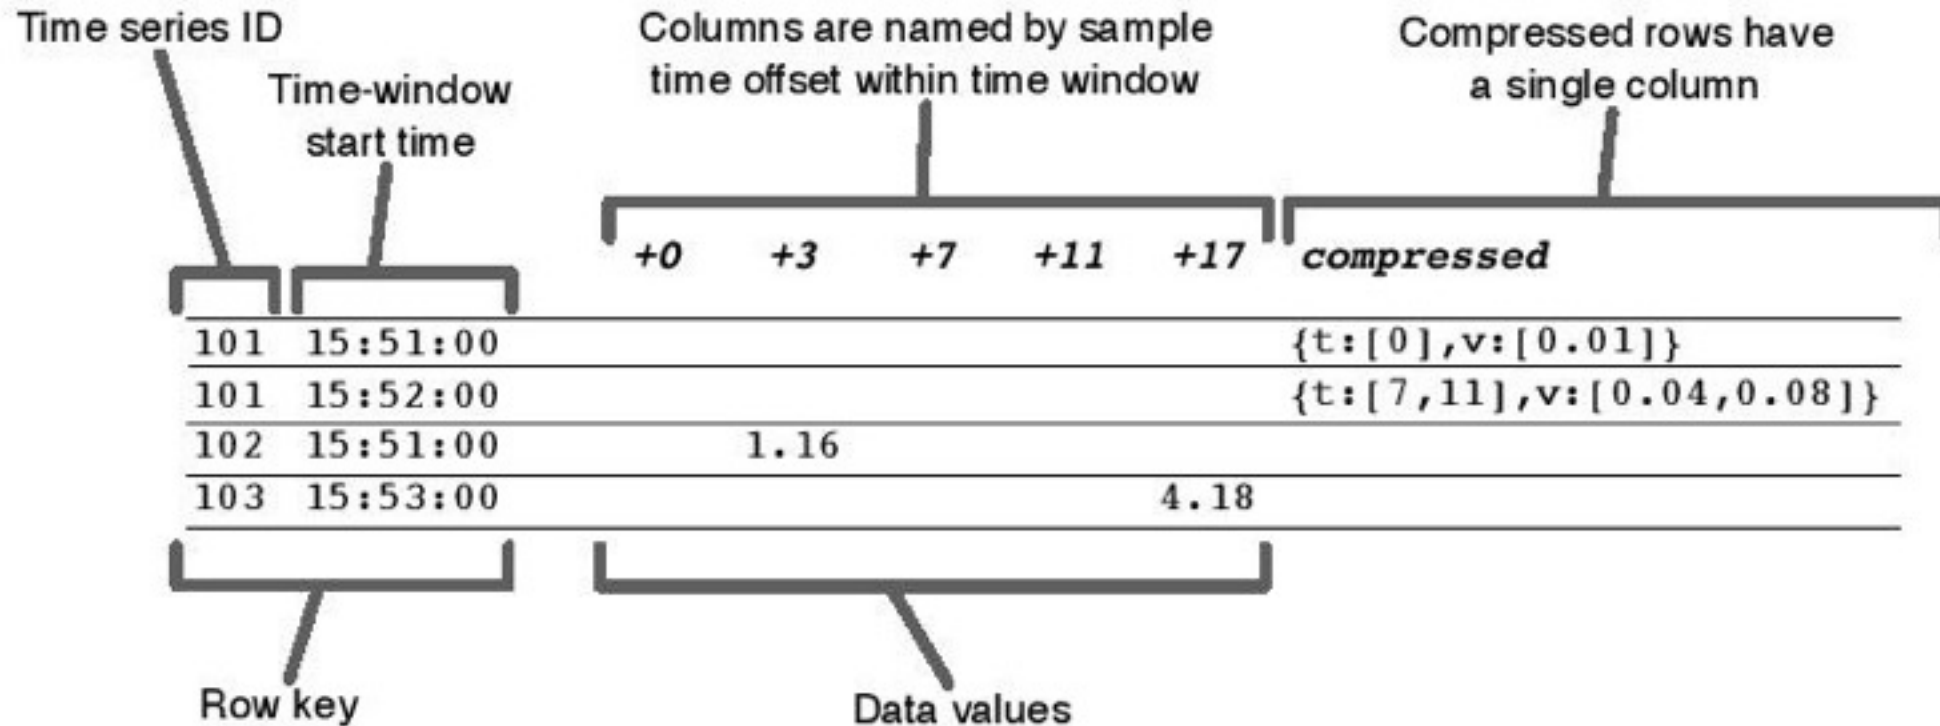 Time series ID
Time-window
start time
Columns are named by sample
time offset within time window
Compressed rows have
a single column
+0 +3 +7 +11 +17 compressed
101 15:51:00 {t:[0],v:[0.01]}
101 15:52:00 {t:[7,11],v:[0.04,0.08]}
102 15:51:00 1.16
103 15:53:00 4.18
Row key
Data values